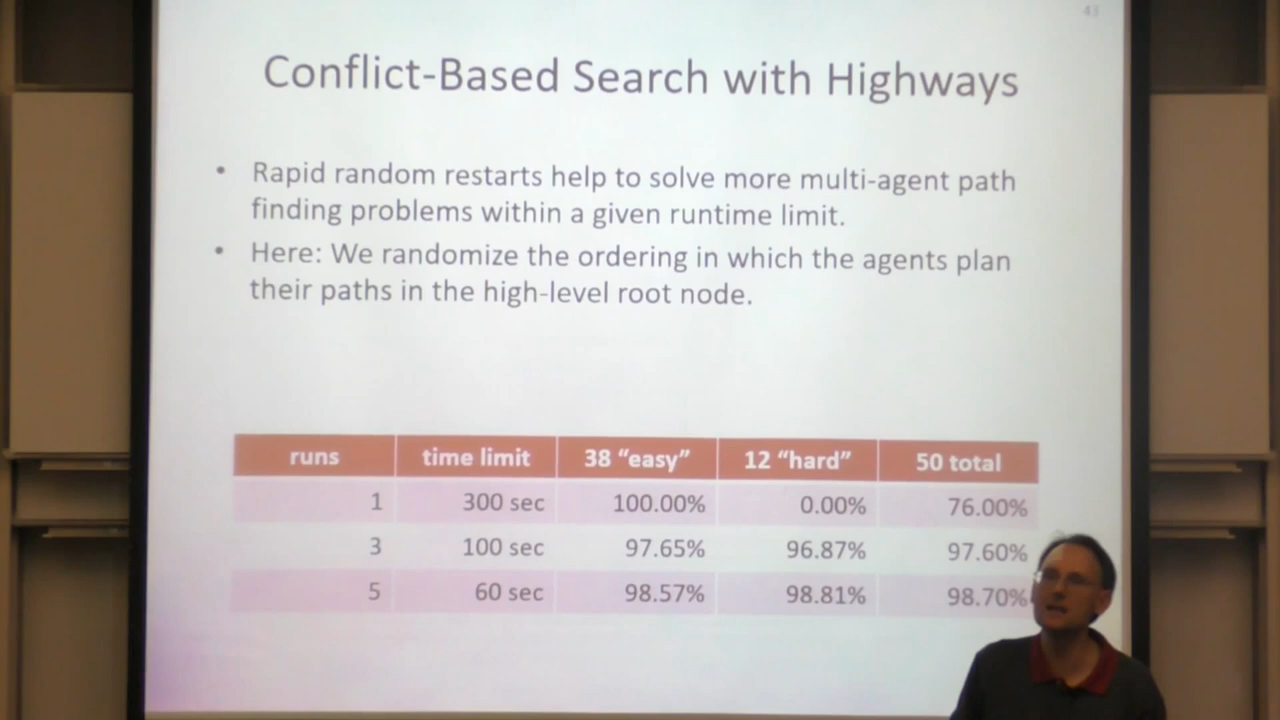 43
Conflict-Based Search with Highways
• Rapid random restarts help to solve more multi-agent path
finding problems within a given runtime limit.
• Here: We randomize the ordering in which the agents plan
their paths in the high-level root node.
runs time limit 38 “easy” 12 “hard” 50 total
1 300 sec 100.00% 0.00% 76.00%
3 100 sec 97.65% 96.87% 97.60%
5 60 sec 98.57% 98.81% 98.70%